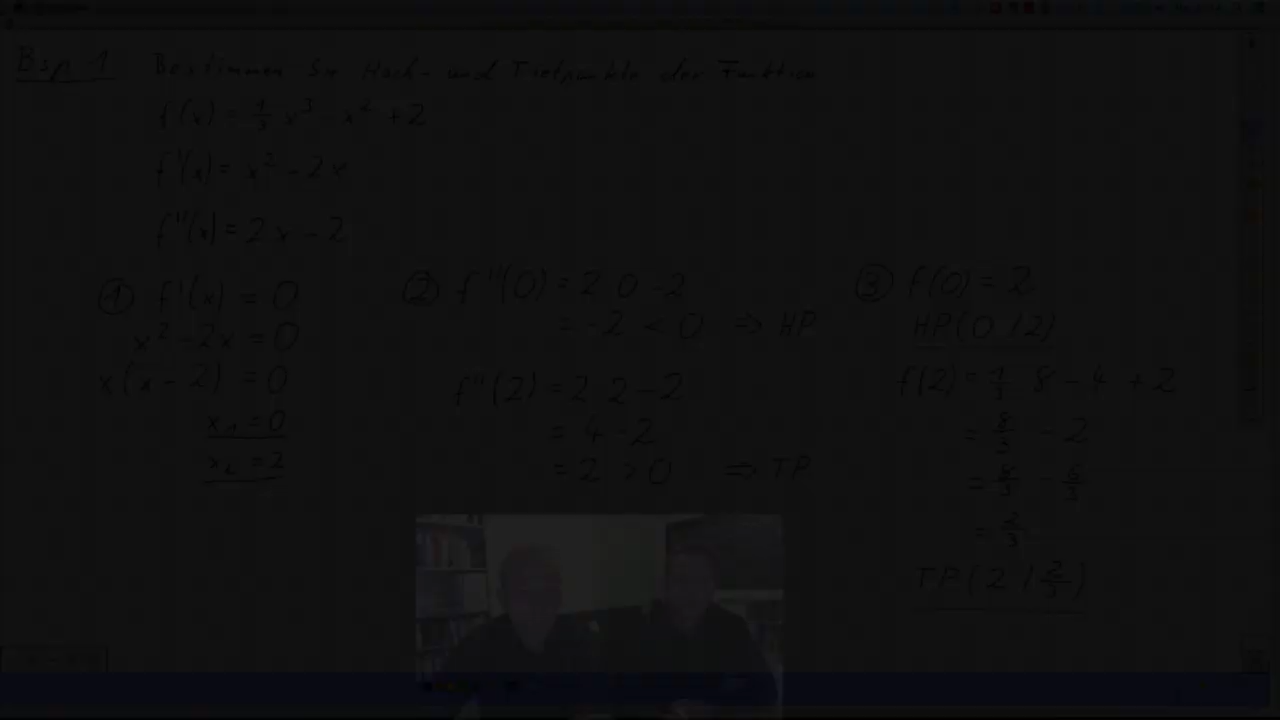 Bsp 1 Bestimmen Sie Hoch- und Tiefpunkte der Funktion
f(x) = 1/3 x³ - x² + 2
f'(x) = x² - 2x
f''(x) = 2x - 2
① f'(x) = 0
x² - 2x = 0
x(x - 2) = 0
x₁ = 0
x₂ = 2
② f''(0) = 2·0 - 2
= -2 < 0 ⇒ HP
f''(2) = 2·2 - 2
= 4 - 2
= 2 > 0 ⇒ TP
③ f(0) = 2
HP(0 / 2)
f(2) = 1/3 · 8 - 4 + 2
= 8/3 - 2
= 8/3 - 6/3
= 2/3
TP(2 / 2/3)